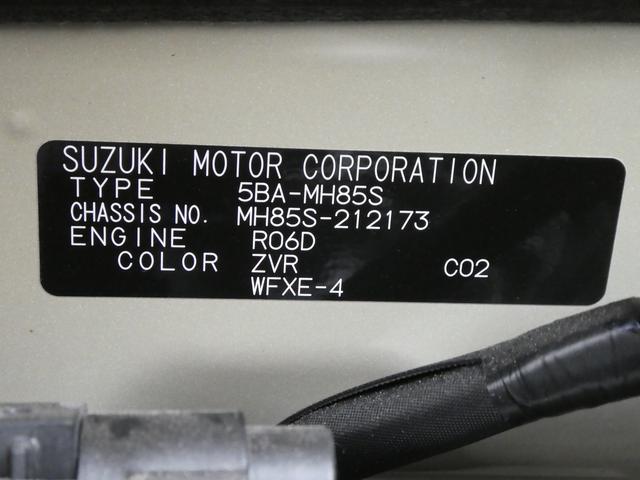 SUZUKI MOTOR CORPORATION
TYPE 5BA-MH85S
CHASSIS NO. MH85S-212173
ENGINE R06D
COLOR ZVR C02
WFXE-4